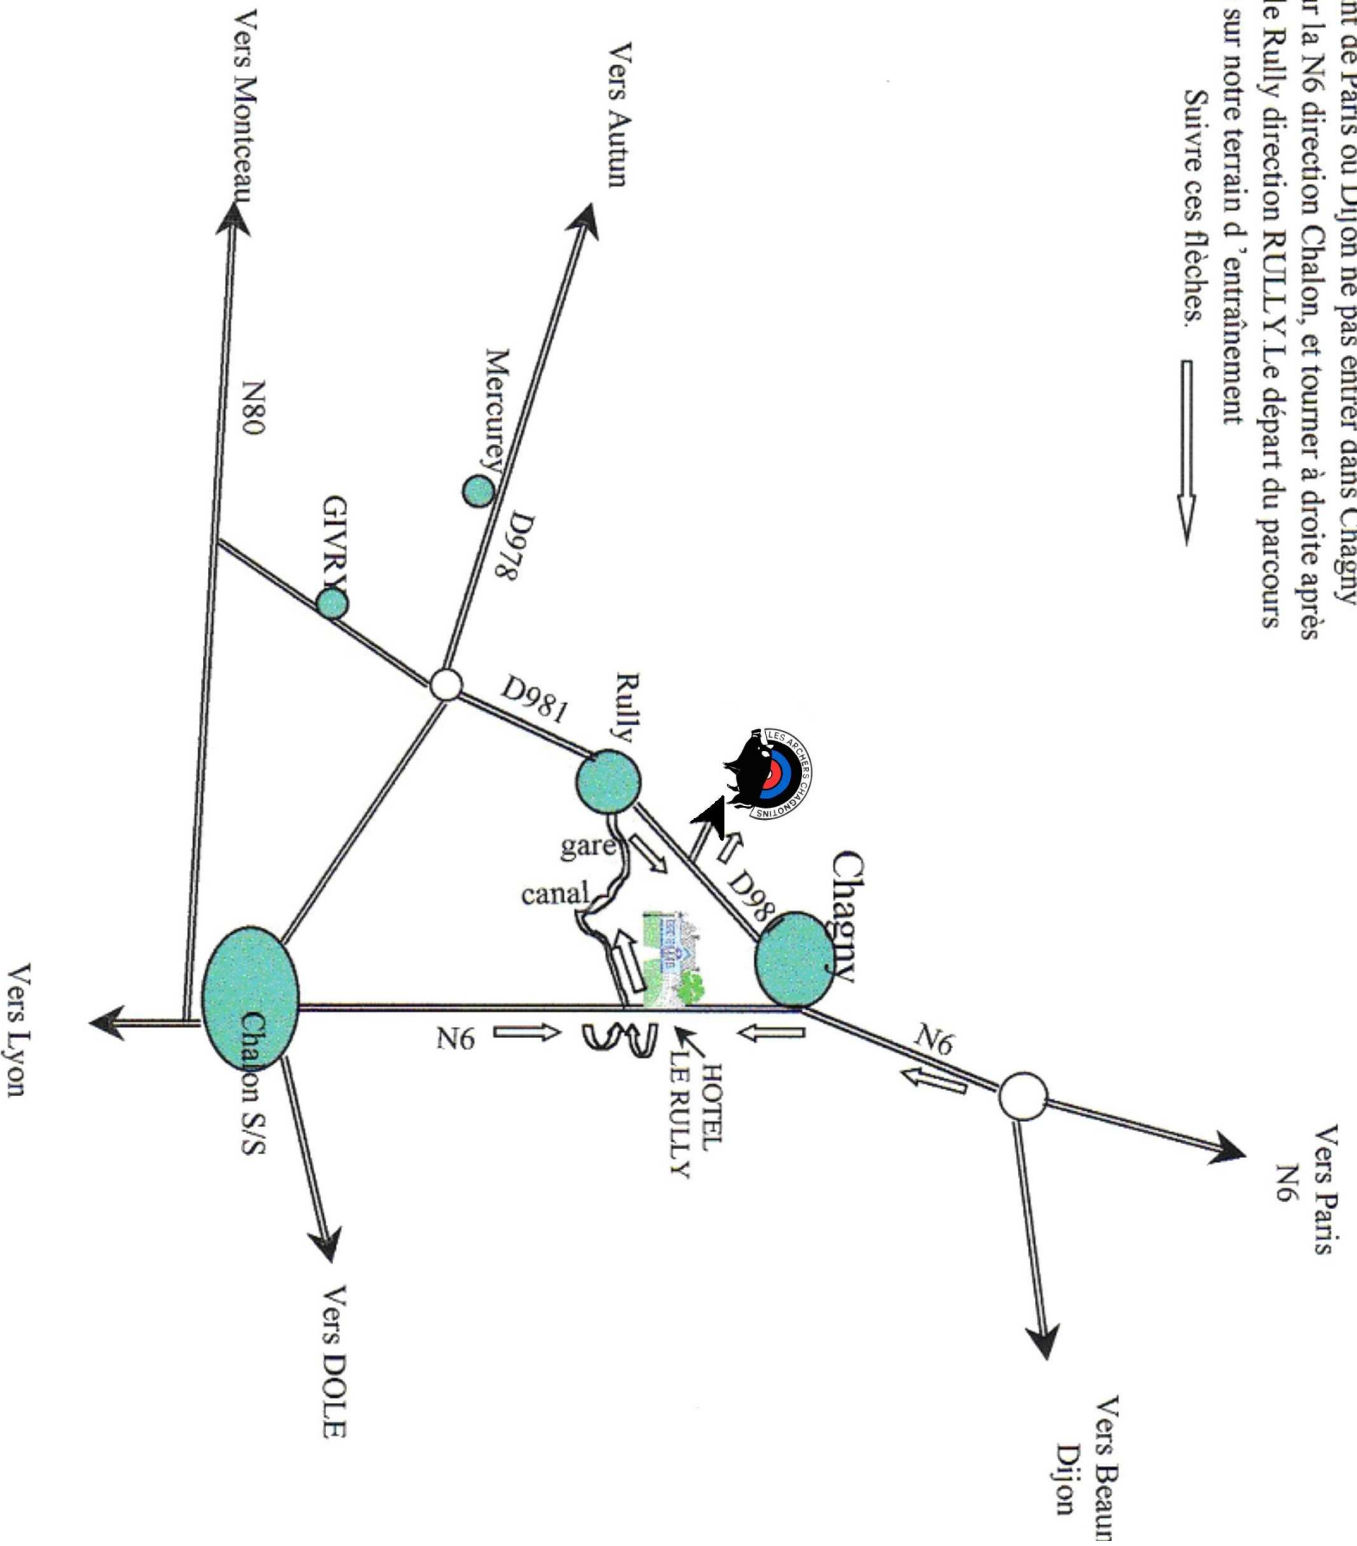 nt de Paris ou Dijon ne pas entrer dans Chagny
ur la N6 direction Chalon, et tourner à droite après
le Rully direction RULLY.Le départ du parcours
sur notre terrain d ’entraînement
Suivre ces flèches.
Vers Paris
N6
Vers Beaun
Dijon
N6
Chagny
D98
LES ARCHERS CHAGNOTINS
HOTEL
LE RULLY
Rully
gare
canal
D981
Vers Autun
D978
Mercurey
N6
GIVRY
Vers DOLE
N80
Vers Montceau
Chalon S/S
Vers Lyon